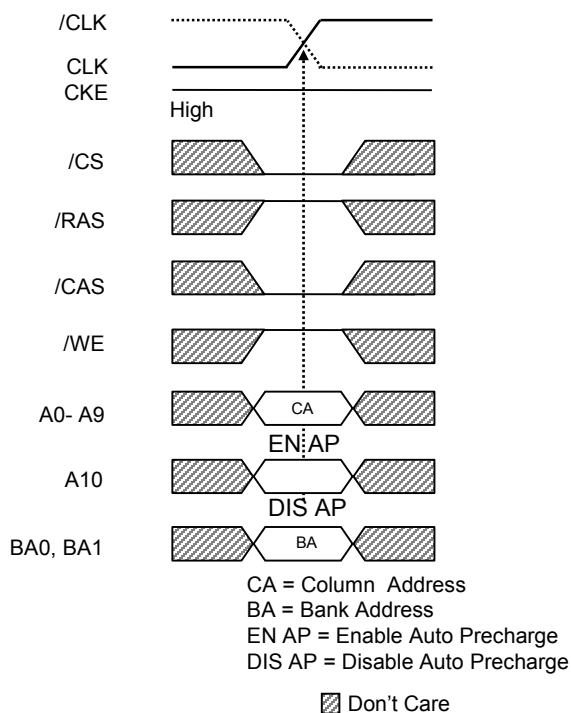 /CLK
CLK
CKE
High
/CS
/RAS
/CAS
/WE
A0- A9
CA
EN AP
A10
DIS AP
BA0, BA1
BA
CA = Column Address
BA = Bank Address
EN AP = Enable Auto Precharge
DIS AP = Disable Auto Precharge
Don't Care